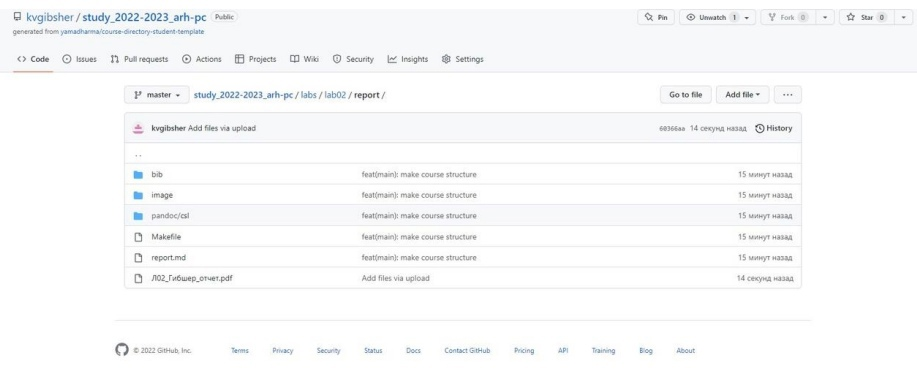 kvgibsher / study_2022-2023_arh-pc Public Pin Unwatch 1 Fork 0 Star 0
generated from yamadharma/course-directory-student-template
<> Code Issues Pull requests Actions Projects Wiki Security Insights Settings
master study_2022-2023_arh-pc / labs / lab02 / report / Go to file Add file ...
kvgibsher Add files via upload 60366aa 14 секунд назад History
..
bib feat(main): make course structure 15 минут назад
image feat(main): make course structure 15 минут назад
pandoc/csl feat(main): make course structure 15 минут назад
Makefile feat(main): make course structure 15 минут назад
report.md feat(main): make course structure 15 минут назад
Л02_Гибшер_отчет.pdf Add files via upload 14 секунд назад
© 2022 GitHub, Inc. Terms Privacy Security Status Docs Contact GitHub Pricing API Training Blog About